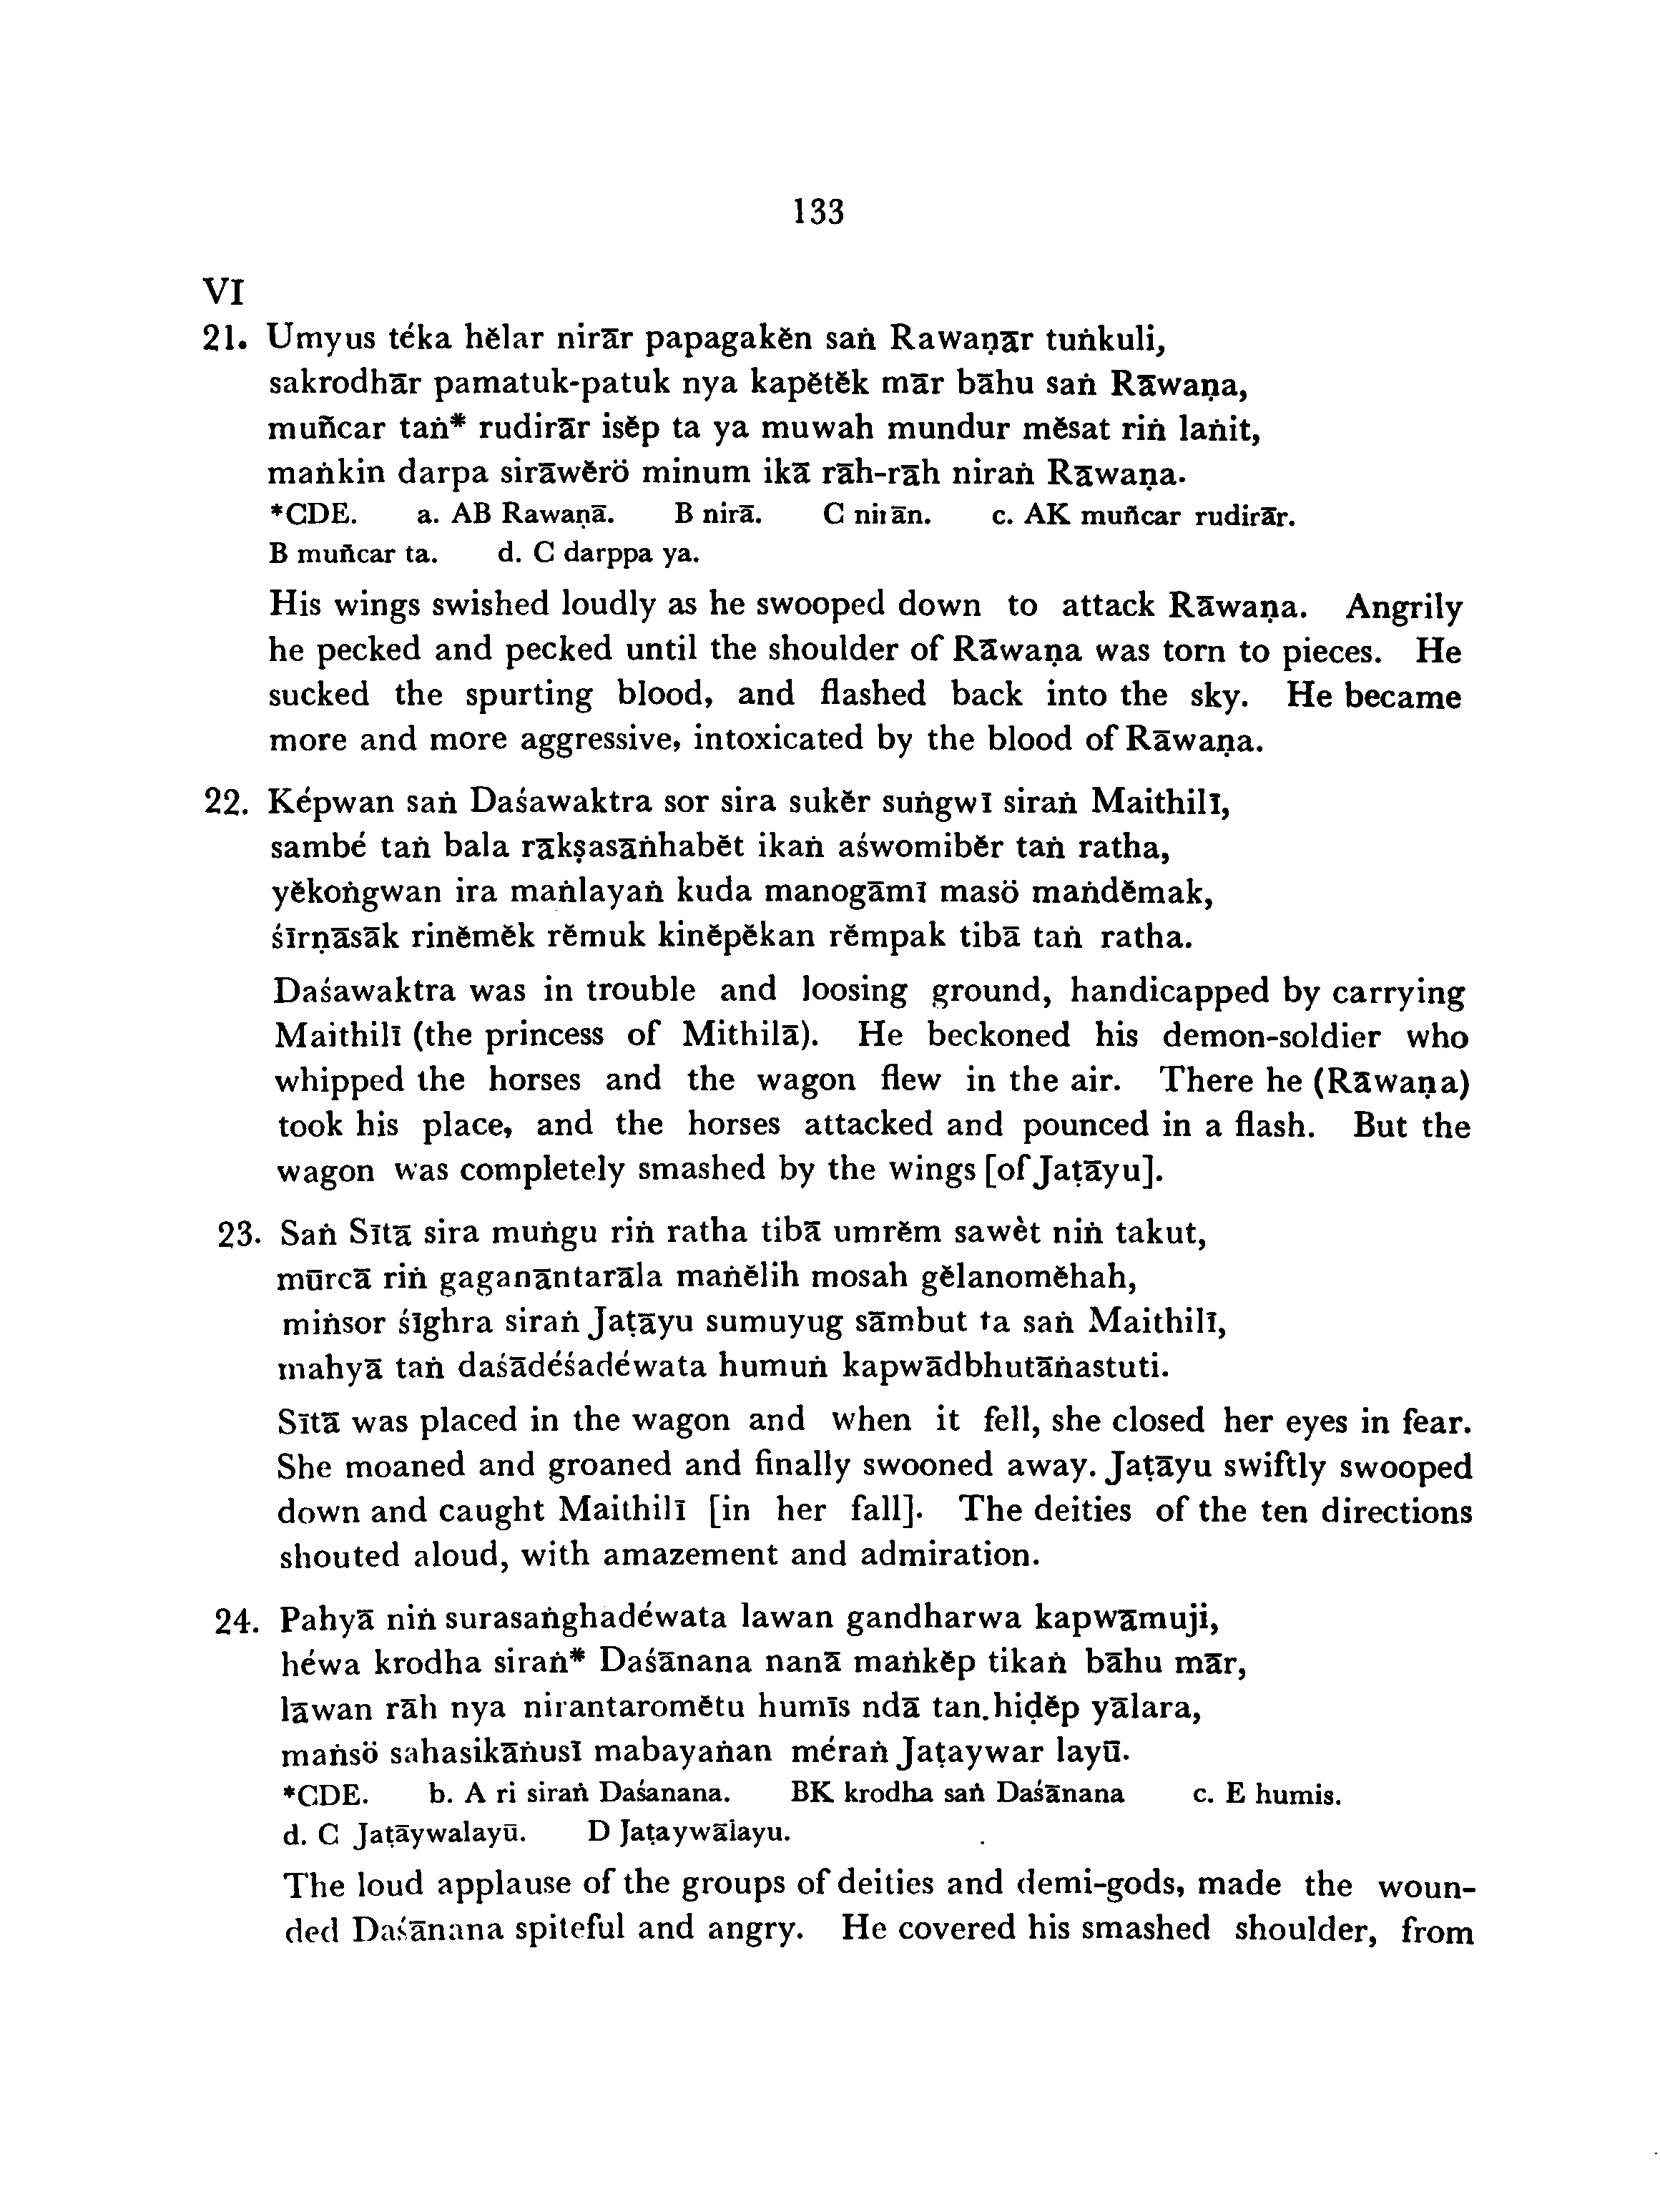 133
VI
21. Umyus téka hĕlar nirār papagakĕn saṅ Rawaṇār tuṅkuli,
sakrodhār pamatuk-patuk nya kapĕtĕk mār bāhu saṅ Rāwaṇa,
muñcar taṅ* rudirār isĕp ta ya muwah mundur mĕsat riṅ laṅit,
maṅkin darpa sirāwĕrö minum ikā rāh-rāh niraṅ Rāwaṇa.
*CDE. a. AB Rawaṇā. B nirā. C nirān. c. AK muñcar rudirār.
B muñcar ta. d. C darppa ya.
His wings swished loudly as he swooped down to attack Rāwaṇa. Angrily
he pecked and pecked until the shoulder of Rāwaṇa was torn to pieces. He
sucked the spurting blood, and flashed back into the sky. He became
more and more aggressive, intoxicated by the blood of Rāwaṇa.
22. Képwan saṅ Daśawaktra sor sira sukĕr suṅgwī siraṅ Maithilī,
sambé taṅ bala rākṣasāṅhabĕt ikaṅ aśwomibĕr taṅ ratha,
yĕkoṅgwan ira maṅlayaṅ kuda manogāmī masö maṅdĕmak,
śīrṇāsāk rinĕmĕk rĕmuk kinĕpĕkan rĕmpak tibā taṅ ratha.
Daśawaktra was in trouble and loosing ground, handicapped by carrying
Maithilī (the princess of Mithilā). He beckoned his demon-soldier who
whipped the horses and the wagon flew in the air. There he (Rāwaṇa)
took his place, and the horses attacked and pounced in a flash. But the
wagon was completely smashed by the wings [of Jaṭāyu].
23. Saṅ Sītā sira muṅgu riṅ ratha tibā umrĕm sawèt niṅ takut,
mūrcā riṅ gaganāntarāla maṅĕlih mosah gĕlanomĕhah,
miṅsor śīghra siraṅ Jaṭāyu sumuyug sāmbut ta saṅ Maithilī,
mahyā taṅ daśādéśadéwata humuṅ kapwādbhutāṅastuti.
Sītā was placed in the wagon and when it fell, she closed her eyes in fear.
She moaned and groaned and finally swooned away. Jaṭāyu swiftly swooped
down and caught Maithilī [in her fall]. The deities of the ten directions
shouted aloud, with amazement and admiration.
24. Pahyā niṅ surasaṅghadéwata lawan gandharwa kapwāmuji,
héwa krodha siraṅ* Daśānana nanā maṅkĕp tikaṅ bāhu mār,
lāwan rāh nya nirantaromĕtu humīs ndā tan.hiḍĕp yālara,
maṅsö sahasikāṅusī mabayaṅan méraṅ Jaṭaywar layū.
*CDE. b. A ri siraṅ Daśanana. BK krodha saṅ Daśānana c. E humis.
d. C Jaṭāywalayū. D Jaṭaywālayu.
The loud applause of the groups of deities and demi-gods, made the woun-
ded Daśānana spiteful and angry. He covered his smashed shoulder, from